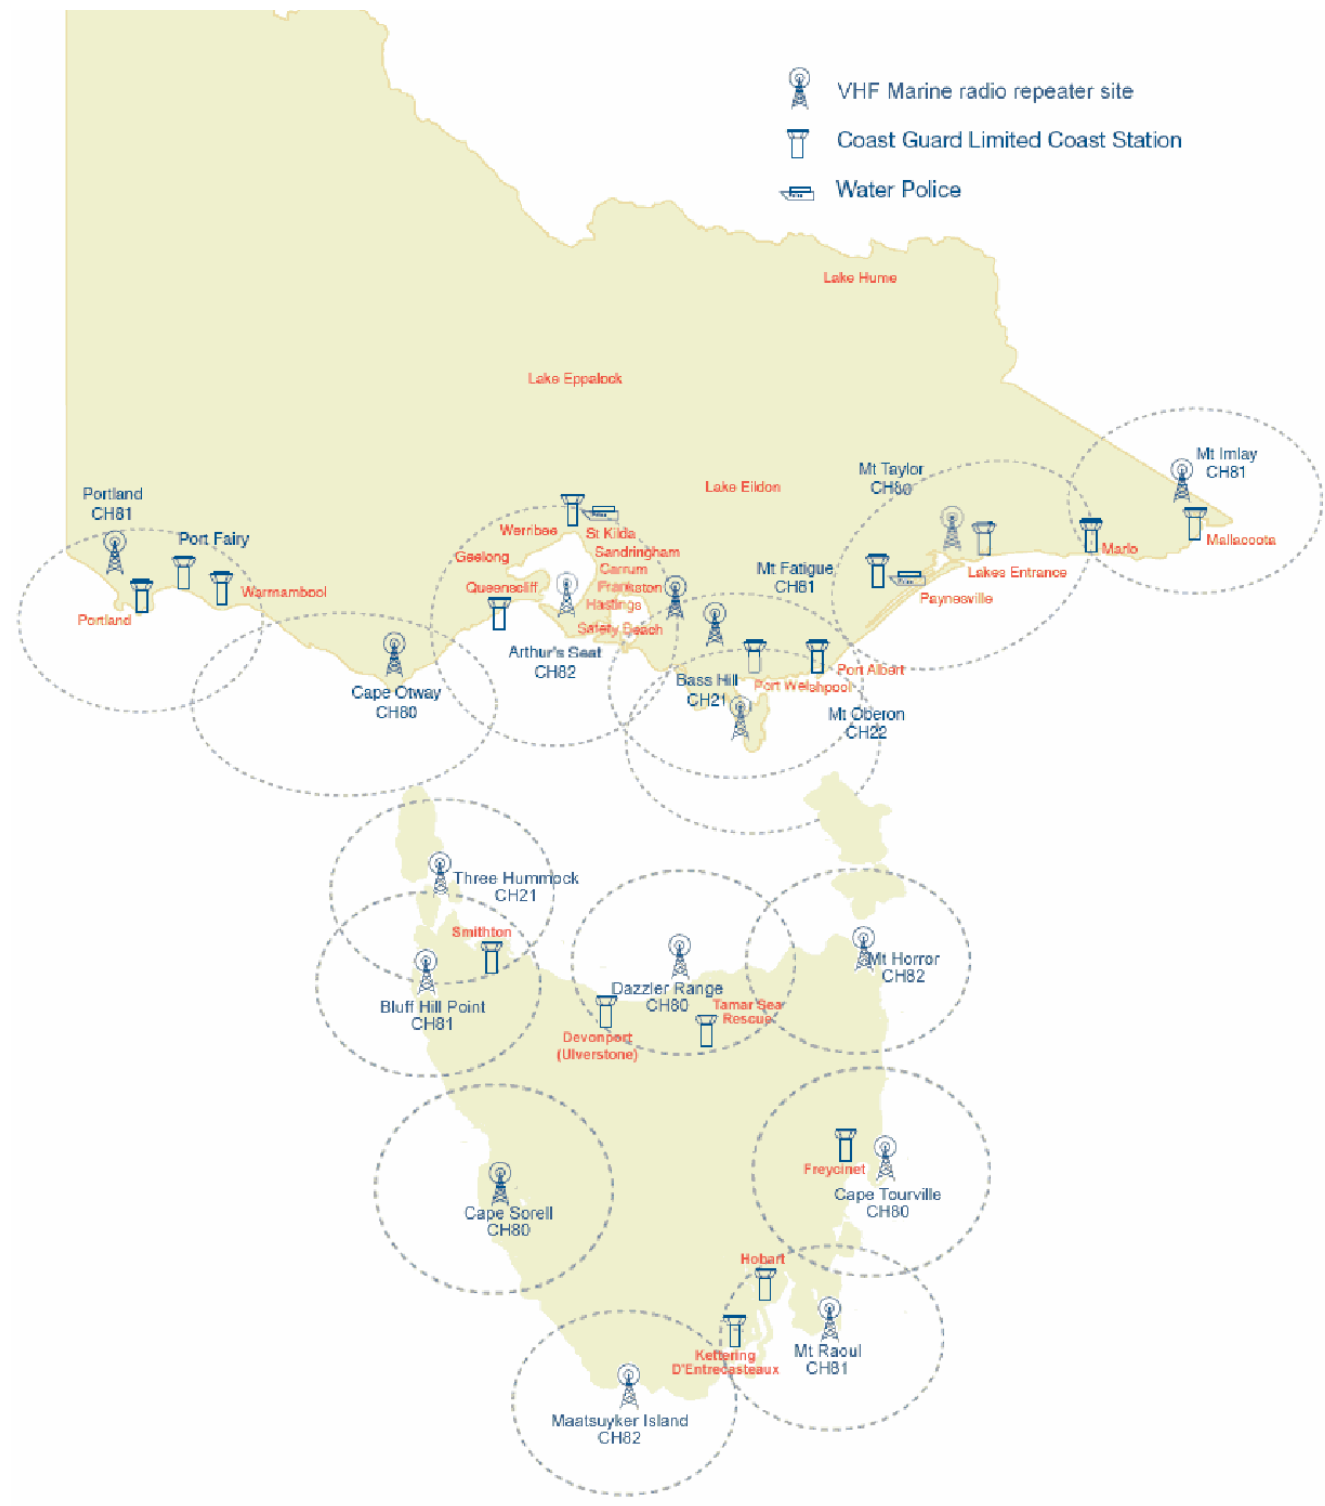 VHF Marine radio repeater site
Coast Guard Limited Coast Station
Water Police
Lake Hume
Lake Eppalock
Mt Imlay
CH81
Mt Taylor
CH80
Lake Eildon
Portland
CH81
Werribee
St Kilda
Port Fairy
Mallacoota
Marlo
Sandringham
Geelong
Carrum
Mt Fatigue
CH81
Lakes Entrance
Queenscliff
Frankston
Warrnambool
Paynesville
Hastings
Portland
Safety Beach
Arthur's Seat
CH82
Port Albert
Bass Hill
CH21
Port Welshpool
Cape Otway
CH80
Mt Oberon
CH22
Three Hummock
CH21
Smithton
Mt Horror
CH82
Dazzler Range
CH80
Bluff Hill Point
CH81
Tamar Sea
Rescue
Devonport
(Ulverstone)
Freycinet
Cape Tourville
CH80
Cape Sorell
CH80
Hobart
Mt Raoul
CH81
Kettering
D'Entrecasteaux
Maatsuyker Island
CH82